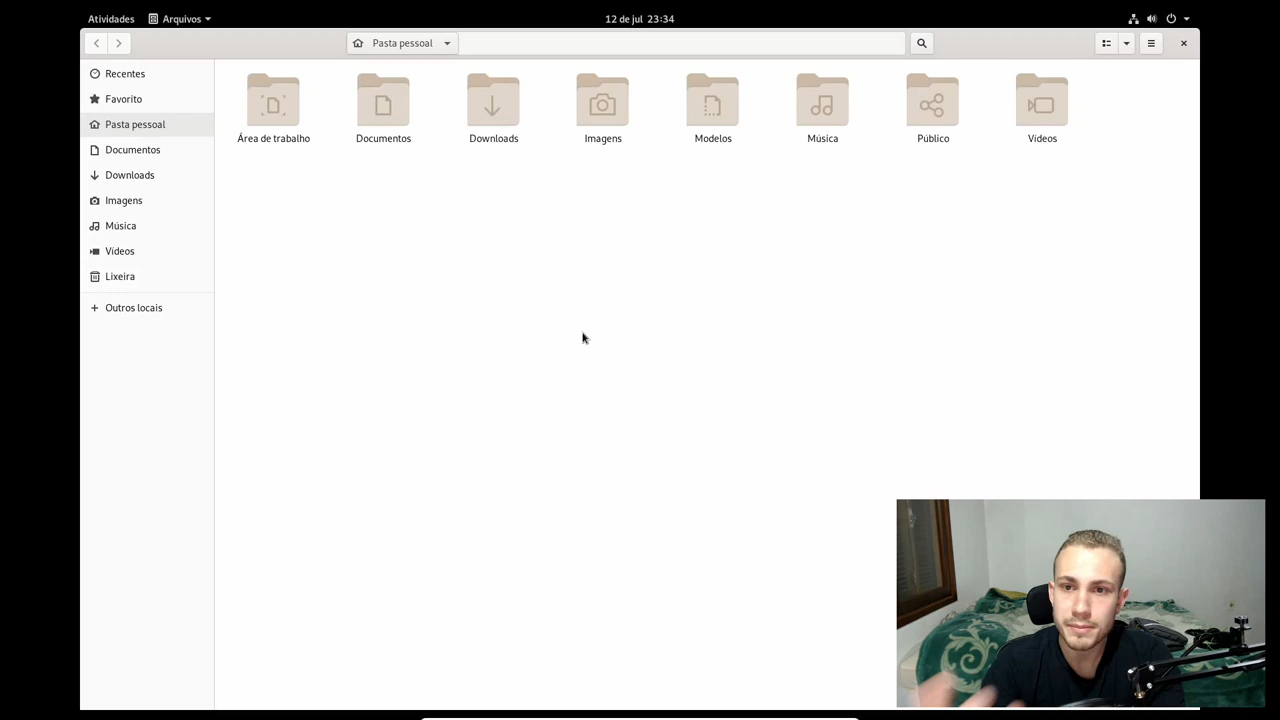 Atividades
Arquivos
12 de jul 23:34
Pasta pessoal
Recentes
Favorito
Pasta pessoal
Documentos
Downloads
Imagens
Música
Vídeos
Lixeira
Outros locais
Área de trabalho
Documentos
Downloads
Imagens
Modelos
Música
Público
Vídeos